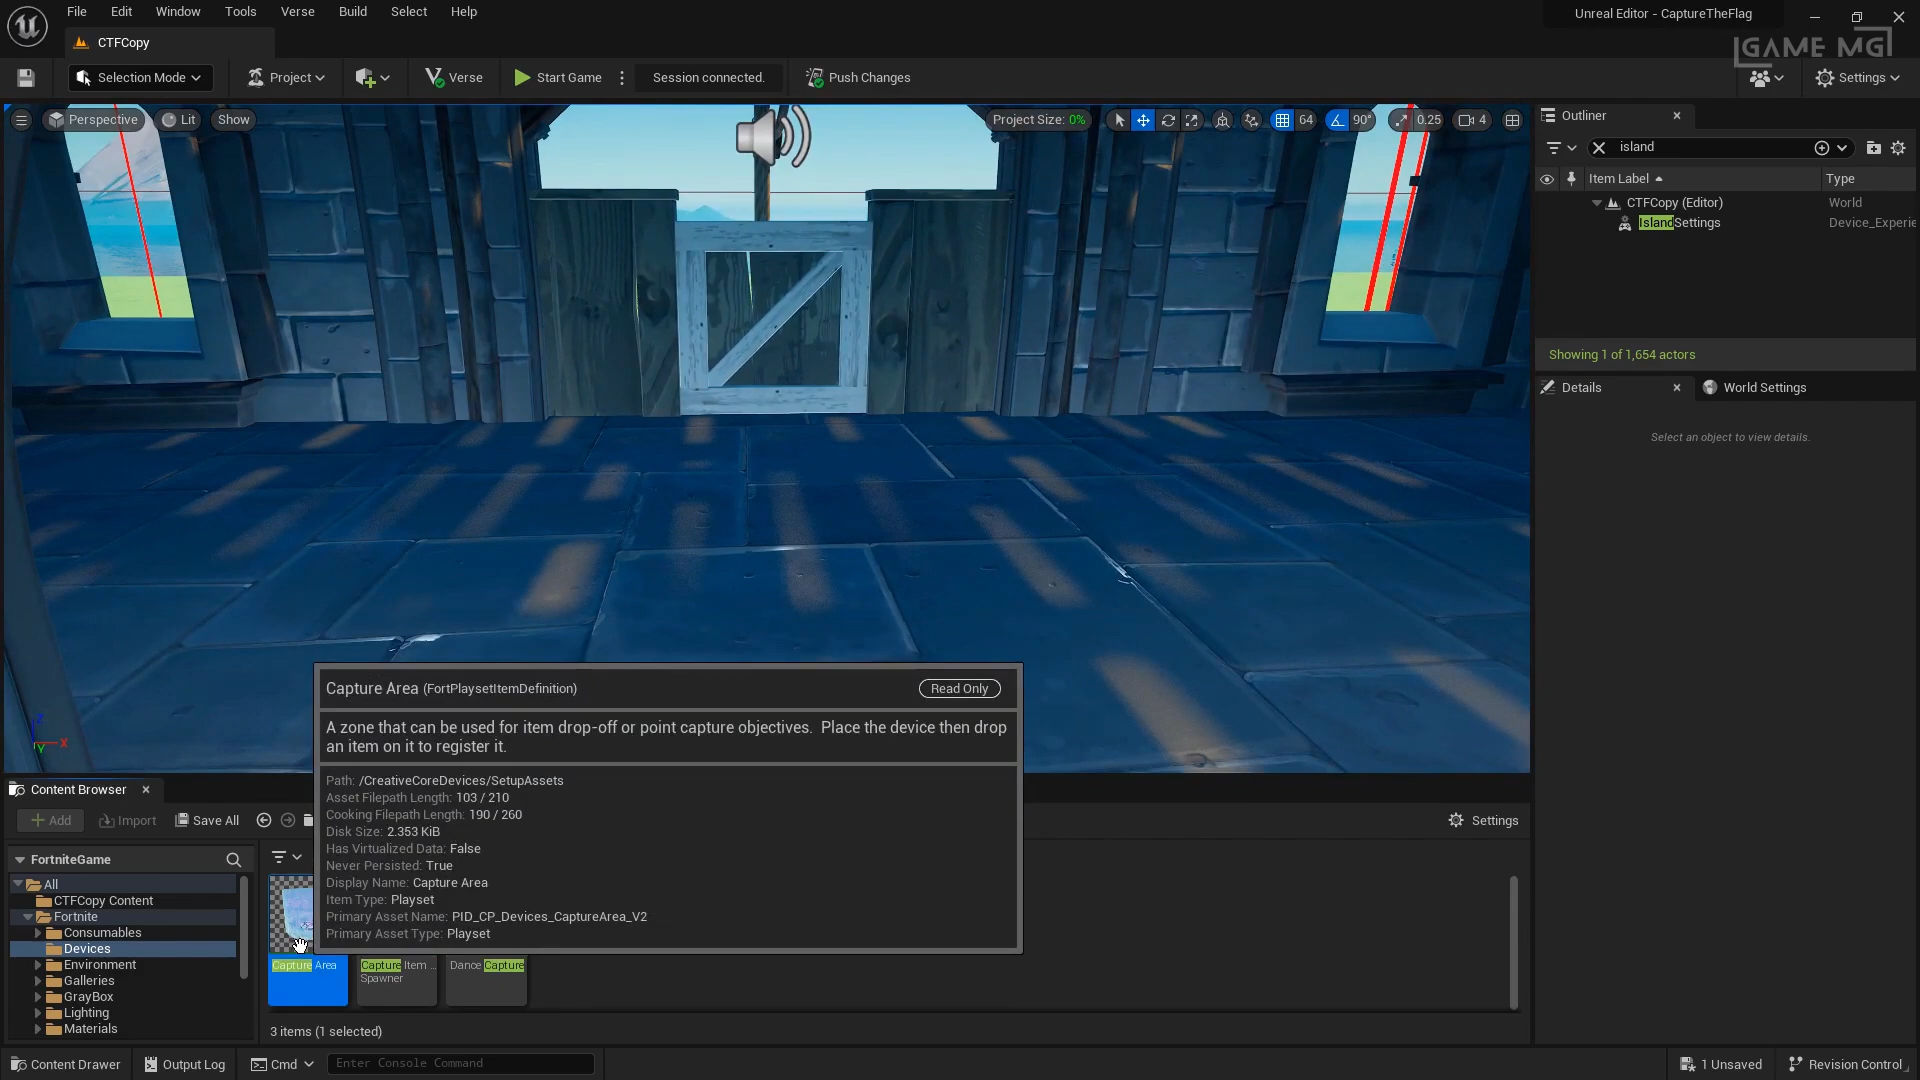 File Edit Window Tools Verse Build Select Help
Unreal Editor - CaptureTheFlag
CTFCopy
GAME MG
Selection Mode
Project
Verse
Start Game
Session connected.
Push Changes
Settings
Perspective
Lit
Show
Project Size: 0%
64
90°
0.25
4
Outliner
island
Item Label
Type
CTFCopy (Editor)
World
IslandSettings
Device_Experie
Showing 1 of 1,654 actors
Details
World Settings
Select an object to view details.
Z
X
Y
Capture Area (FortPlaysetItemDefinition)
Read Only
A zone that can be used for item drop-off or point capture objectives. Place the device then drop
an item on it to register it.
Path: /CreativeCoreDevices/SetupAssets
Asset Filepath Length: 103 / 210
Cooking Filepath Length: 190 / 260
Disk Size: 2.353 KiB
Has Virtualized Data: False
Never Persisted: True
Display Name: Capture Area
Item Type: Playset
Primary Asset Name: PID_CP_Devices_CaptureArea_V2
Primary Asset Type: Playset
Content Browser
Add
Import
Save All
Settings
FortniteGame
All
CTFCopy Content
Fortnite
Consumables
Devices
Environment
Galleries
GrayBox
Lighting
Materials
Capture Area
Capture Item ...
Spawner
Dance Capture
3 items (1 selected)
Content Drawer
Output Log
Cmd
Enter Console Command
1 Unsaved
Revision Control